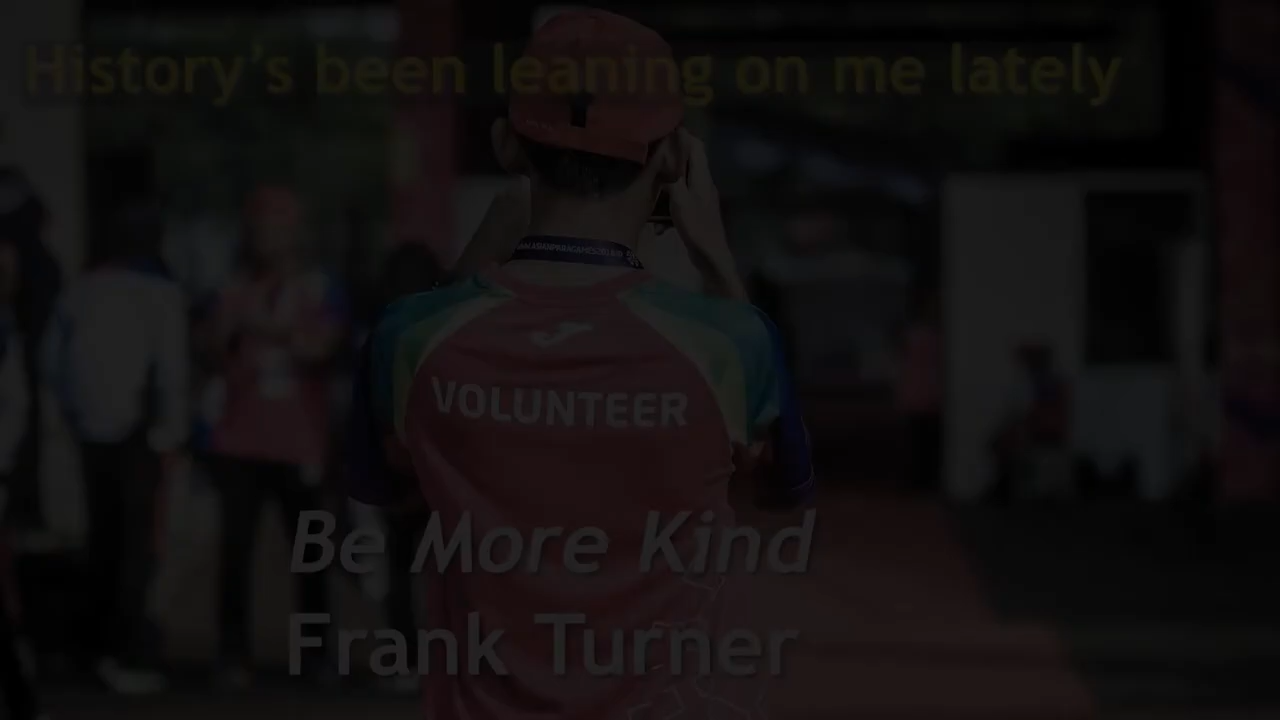 History's been leaning on me lately
VOLUNTEER
Be More Kind
Frank Turner